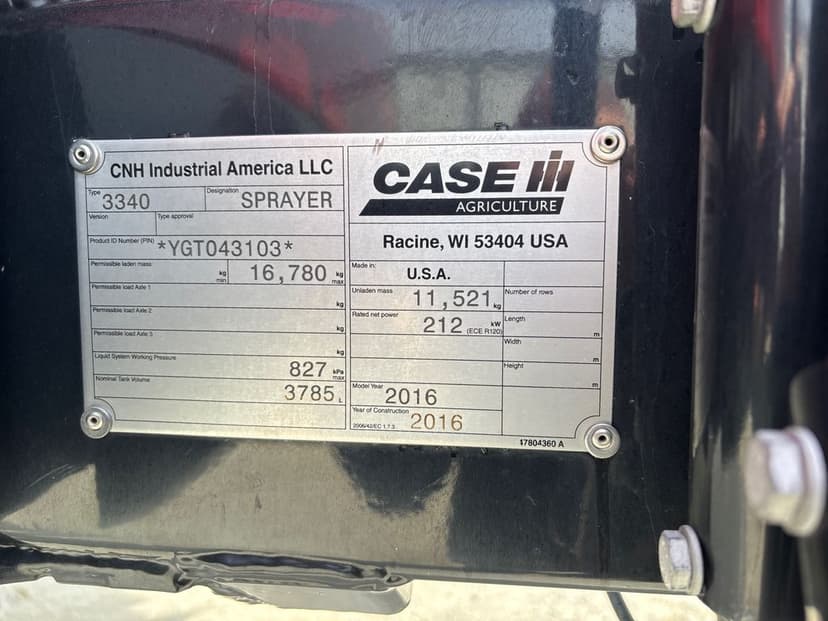 CNH Industrial America LLC
Type
3340
Designation
SPRAYER
Version
Type approval
Product ID Number (PIN) *YGT043103*
Permissible laden mass
kg min
16,780 kg max
Permissible load Axle 1
kg
Permissible load Axle 2
kg
Permissible load Axle 3
kg
Liquid System Working Pressure
827 kPa max
Nominal Tank Volume
3785 L
CASE IH
AGRICULTURE
Racine, WI 53404 USA
Made in:
U.S.A.
Unladen mass
11,521 kg
Number of rows
Rated net power
212 kW (ECE R120)
Length
m
Width
m
Height
m
Model Year
2016
Year of Construction
2006/42/EC 1.7.3
2016
47804360 A